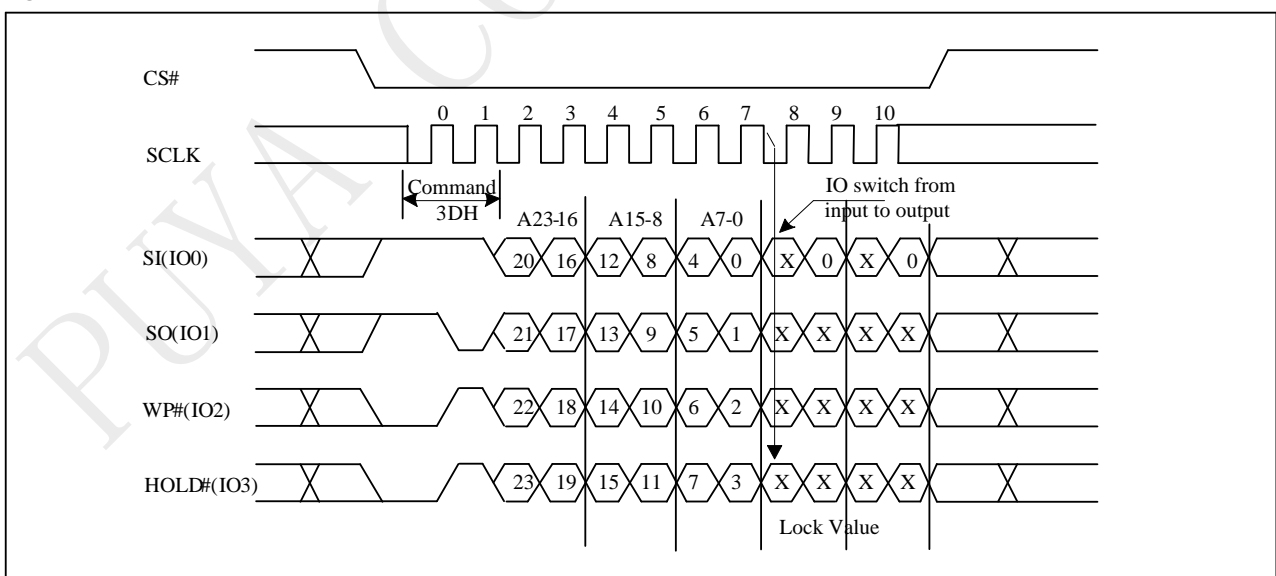 CS#
0 1 2 3 4 5 6 7 8 9 10
SCLK
Command
3DH
IO switch from
input to output
A23-16 A15-8 A7-0
SI(IO0) 20 16 12 8 4 0 X 0 X 0
SO(IO1) 21 17 13 9 5 1 X X X X
WP#(IO2) 22 18 14 10 6 2 X X X X
HOLD#(IO3) 23 19 15 11 7 3 X X X X
Lock Value
PUYA